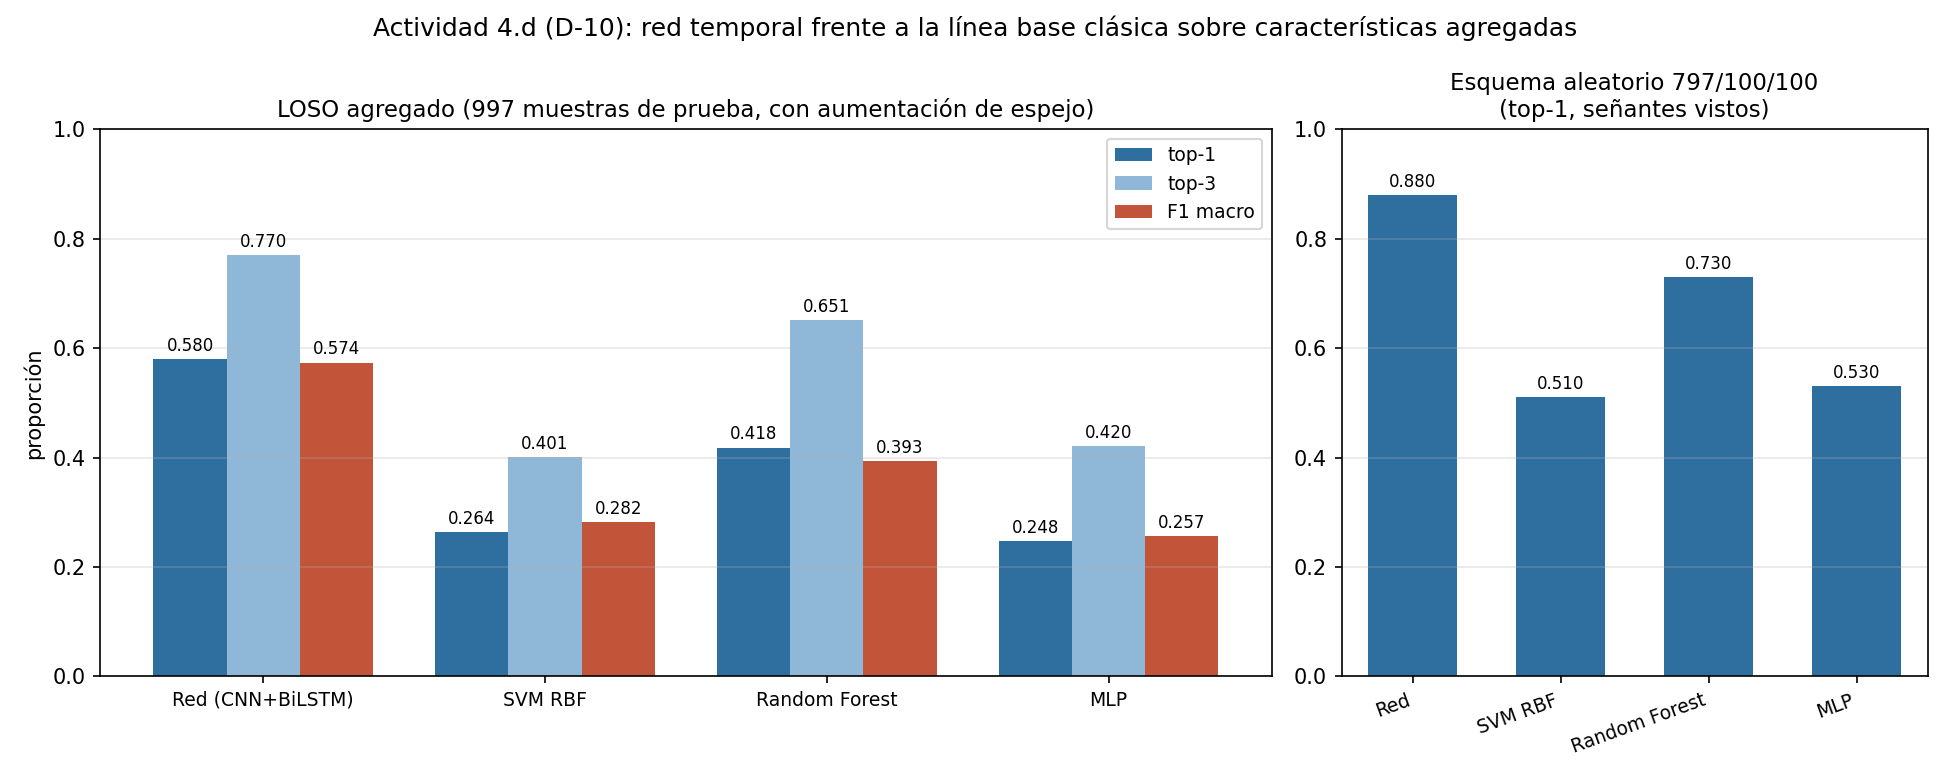 Actividad 4.d (D-10): red temporal frente a la línea base clásica sobre características agregadas
LOSO agregado (997 muestras de prueba, con aumentación de espejo)
proporción
1.0
0.8
0.6
0.4
0.2
0.0
top-1
top-3
F1 macro
0.580
0.770
0.574
0.264
0.401
0.282
0.418
0.651
0.393
0.248
0.420
0.257
Red (CNN+BiLSTM)
SVM RBF
Random Forest
MLP
Esquema aleatorio 797/100/100
(top-1, señantes vistos)
1.0
0.8
0.6
0.4
0.2
0.0
0.880
0.510
0.730
0.530
Red
SVM RBF
Random Forest
MLP